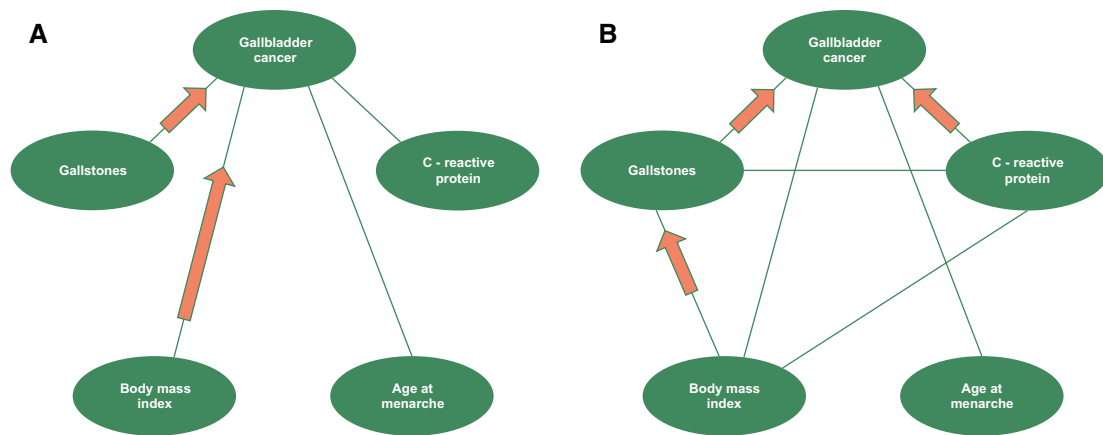 A
Gallbladder
cancer
Gallstones
C - reactive
protein
Body mass
index
Age at
menarche
B
Gallbladder
cancer
Gallstones
C - reactive
protein
Body mass
index
Age at
menarche